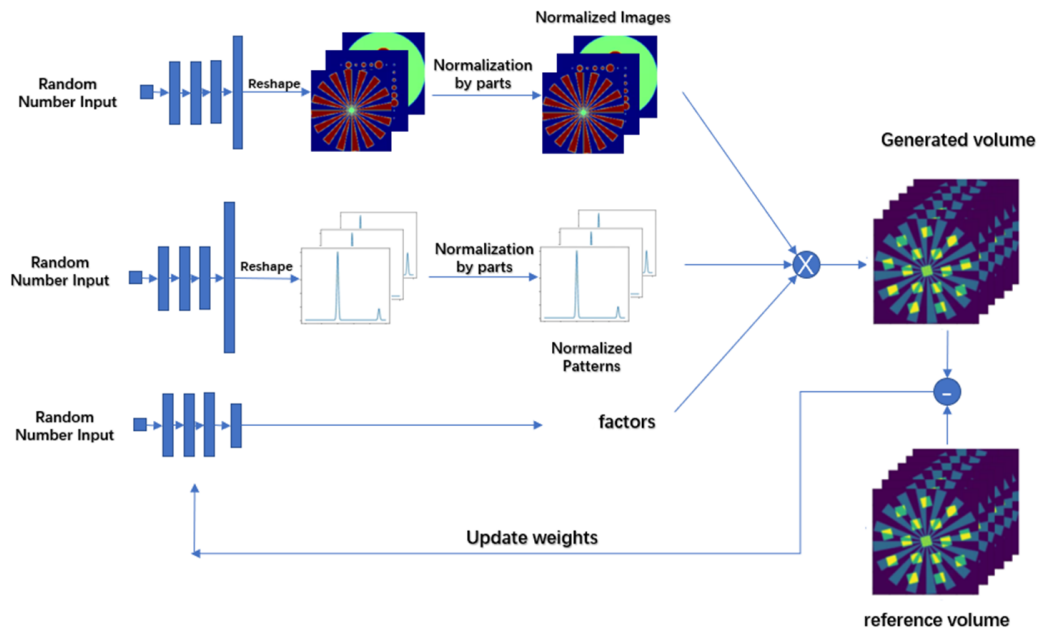 Normalized Images
Random
Number Input
Reshape
Normalization
by parts
Generated volume
Random
Number Input
Reshape
Normalization
by parts
X
Normalized
Patterns
-
Random
Number Input
factors
Update weights
reference volume